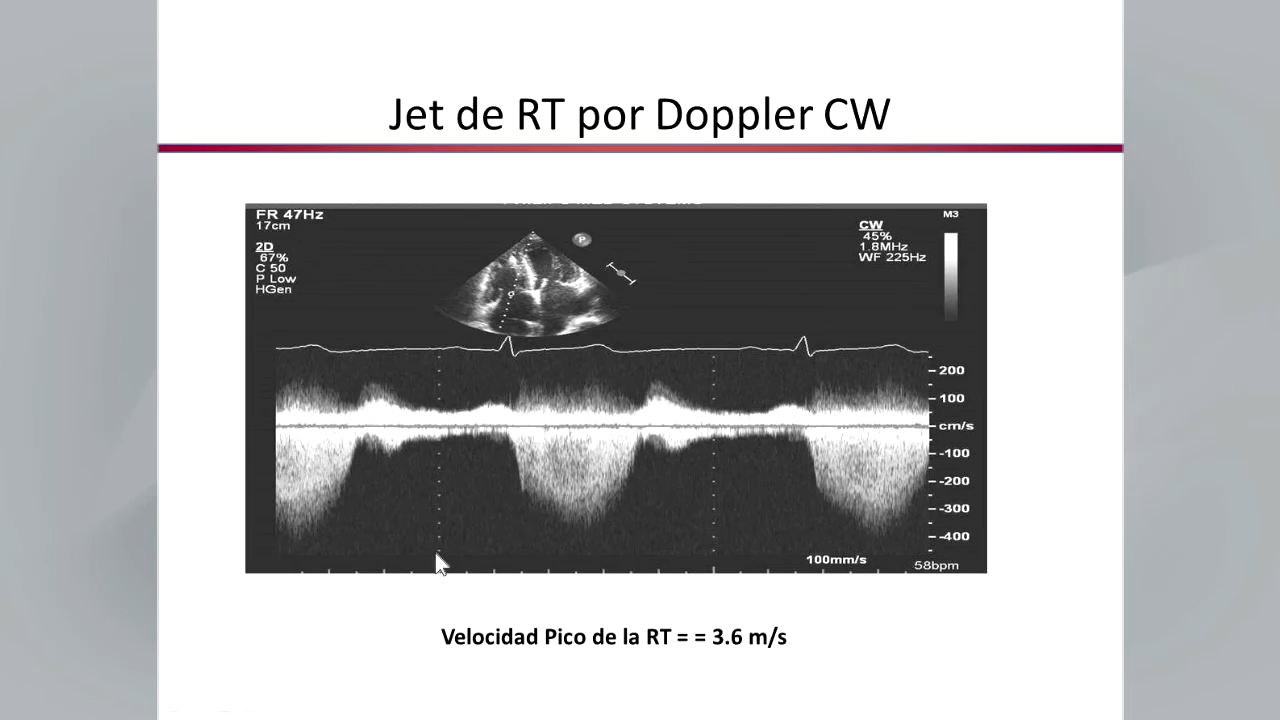 Jet de RT por Doppler CW
FR 47Hz
17cm
2D
67%
C 50
P Low
HGen
P
CW
45%
1.8MHz
WF 225Hz
M3
200
100
cm/s
-100
-200
-300
-400
100mm/s
58bpm
Velocidad Pico de la RT = = 3.6 m/s